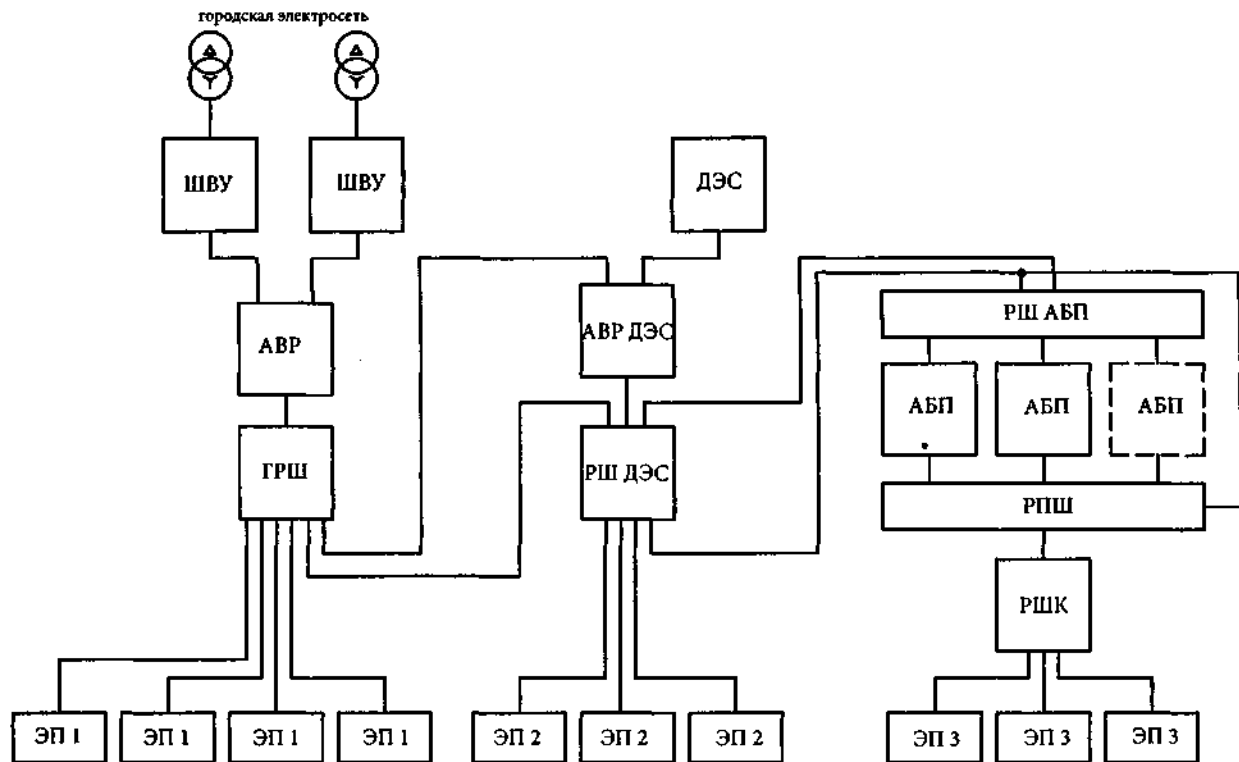 городская электросеть
ШВУ
ШВУ
ДЭС
АВР
АВР ДЭС
РШ АБП
АБП
АБП
АБП
ГРШ
РШ ДЭС
РПШ
РШК
ЭП 1
ЭП 1
ЭП 1
ЭП 1
ЭП 2
ЭП 2
ЭП 2
ЭП 3
ЭП 3
ЭП 3